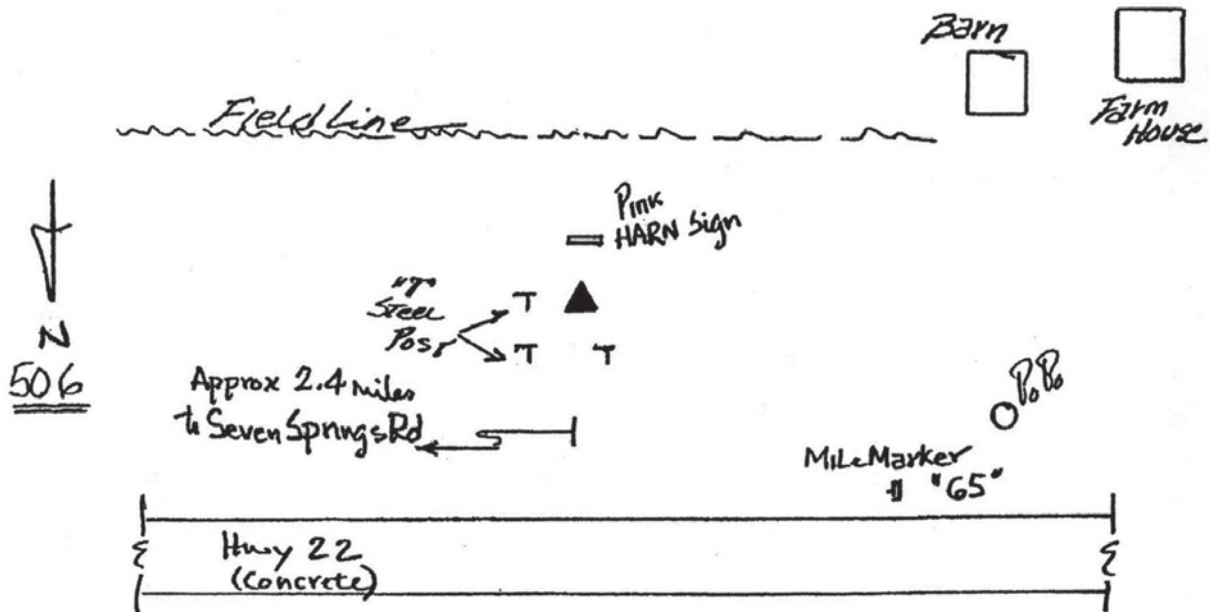 Barn
Farm
House
Field Line
Pink
HARN Sign
"T"
Steel
Post
T
T T
N
506
Approx 2.4 miles
to Seven Springs Rd
P.P.
Mile Marker
"65"
Hwy 22
(Concrete)